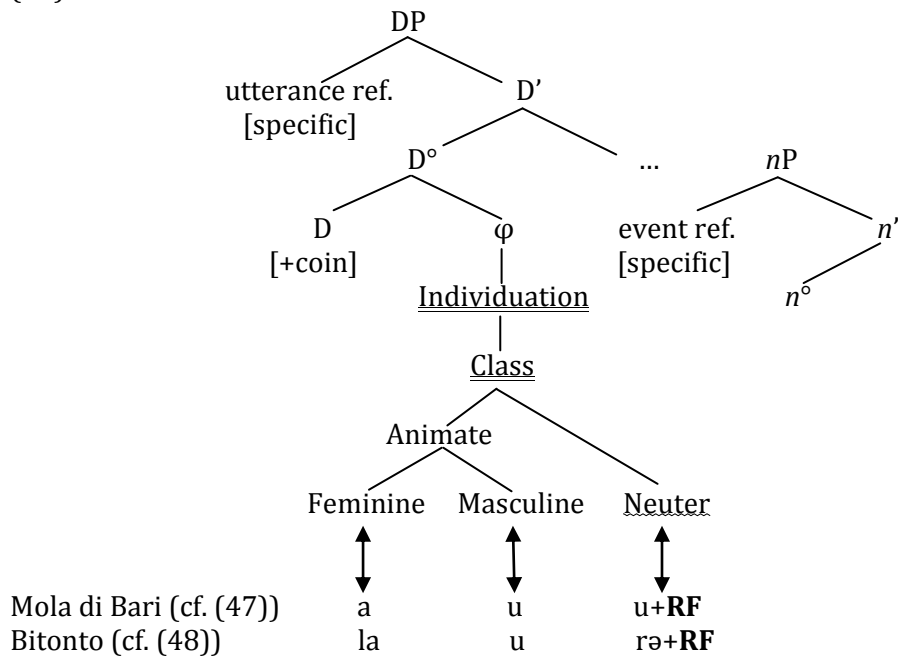 DP
utterance ref. D’
[specific]
D° … nP
D φ event ref. n’
[+coin] [specific]
Individuation n°
Class
Animate
Feminine Masculine Neuter
Mola di Bari (cf. (47)) a u u+RF
Bitonto (cf. (48)) la u rə+RF